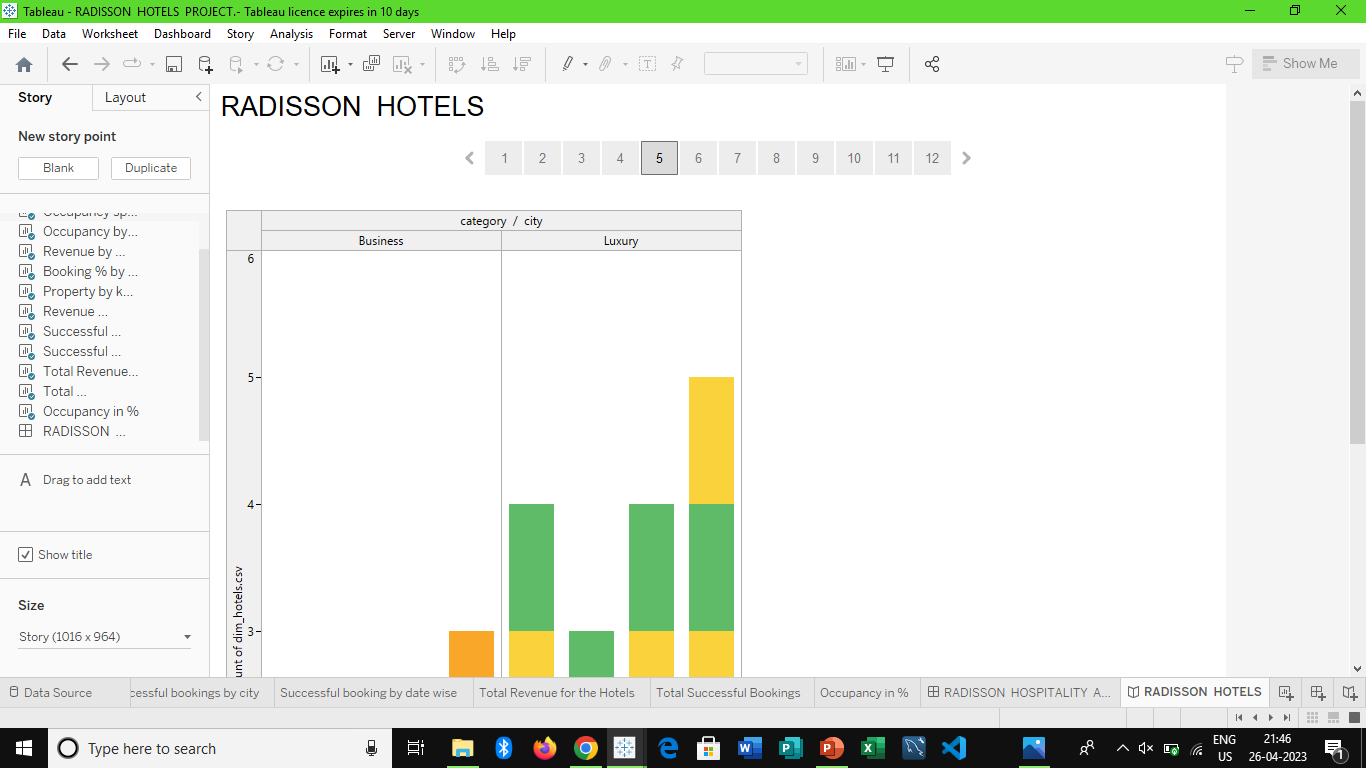 Tableau - RADISSON HOTELS PROJECT.- Tableau licence expires in 10 days
File Data Worksheet Dashboard Story Analysis Format Server Window Help
Show Me
Story Layout
New story point
Blank Duplicate
Occupancy sp...
Occupancy by...
Revenue by ...
Booking % by ...
Property by k...
Revenue ...
Successful ...
Successful ...
Total Revenue...
Total ...
Occupancy in %
RADISSON ...
A Drag to add text
Show title
Size
Story (1016 x 964)
RADISSON HOTELS
1 2 3 4 5 6 7 8 9 10 11 12
category / city
Business Luxury
6
5
4
3
unt of dim_hotels.csv
Data Source cessful bookings by city Successful booking by date wise Total Revenue for the Hotels Total Successful Bookings Occupancy in % RADISSON HOSPITALITY A... RADISSON HOTELS
Type here to search
ENG
US
21:46
26-04-2023
1